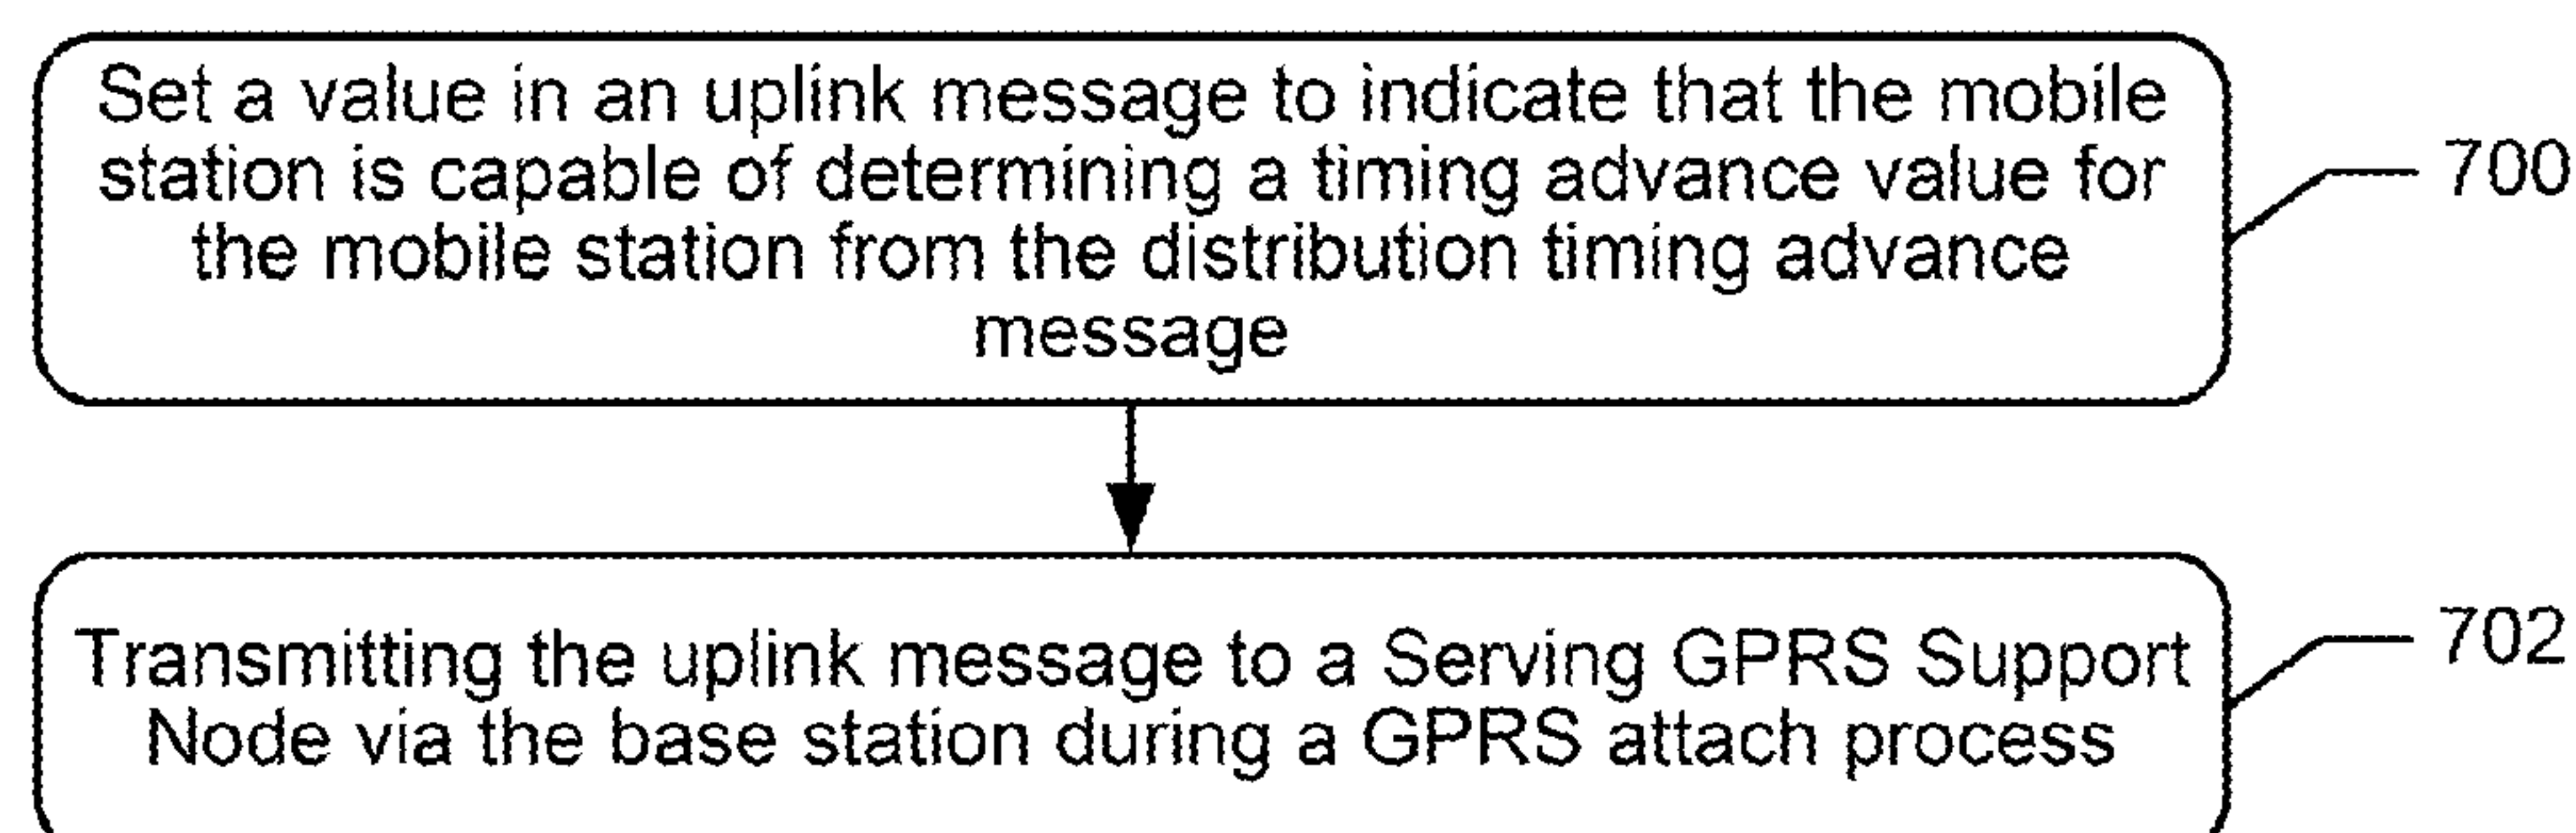 Set a value in an uplink message to indicate that the mobile
station is capable of determining a timing advance value for
the mobile station from the distribution timing advance
message
700
Transmitting the uplink message to a Serving GPRS Support
Node via the base station during a GPRS attach process
702